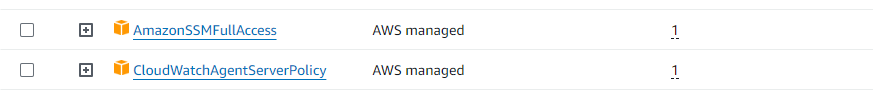 AmazonSSMFullAccess AWS managed 1
CloudWatchAgentServerPolicy AWS managed 1